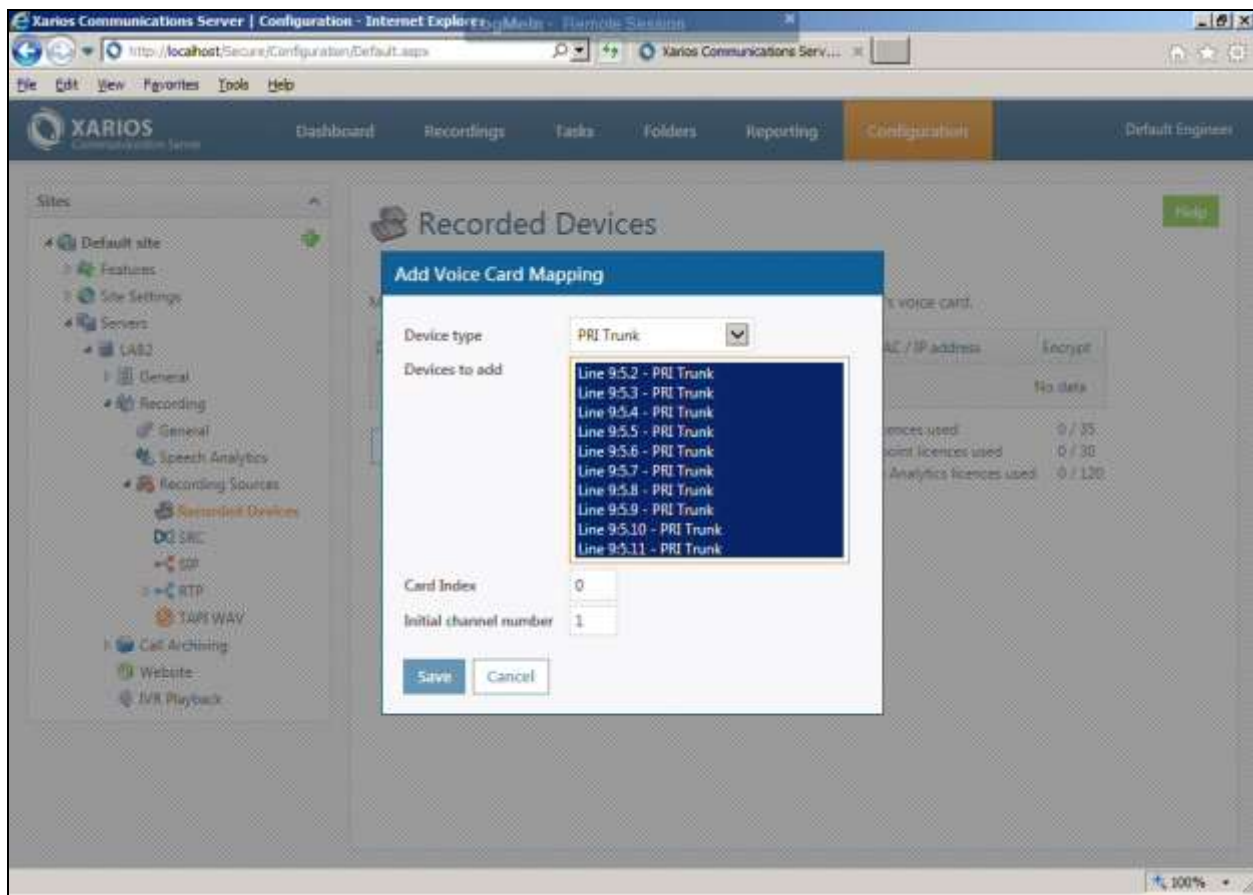 Xarios Communications Server | Configuration - Internet Explorer
LogMeIn - Remote Session
http://localhost/Secure/Configuration/Default.aspx
Xarios Communications Serv...
File Edit View Favorites Tools Help
XARIOS
Communication Server
Dashboard Recordings Tasks Folders Reporting Configuration Default Engineer
Sites
Default site
Features
Site Settings
Servers
LAB2
General
Recording
General
Speech Analytics
Recording Sources
Recorded Devices
SRC
SIP
RTP
TAPI WAV
Call Archiving
Website
IVR Playback
Recorded Devices
Help
's voice card.
AC / IP address Encrypt
No data
cences used 0 / 35
point licences used 0 / 30
Analytics licences used 0 / 120
Add Voice Card Mapping
Device type PRI Trunk
Devices to add
Line 9:5.2 - PRI Trunk
Line 9:5.3 - PRI Trunk
Line 9:5.4 - PRI Trunk
Line 9:5.5 - PRI Trunk
Line 9:5.6 - PRI Trunk
Line 9:5.7 - PRI Trunk
Line 9:5.8 - PRI Trunk
Line 9:5.9 - PRI Trunk
Line 9:5.10 - PRI Trunk
Line 9:5.11 - PRI Trunk
Card Index 0
Initial channel number 1
Save Cancel
100%